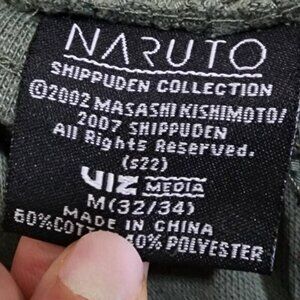 NARUTO
SHIPPUDEN COLLECTION
©2002 MASASHI KISHIMOTO/
2007 SHIPPUDEN
All Rights Reserved.
(s22)
VIZ MEDIA
M(32/34)
MADE IN CHINA
60% 40% POLYESTER